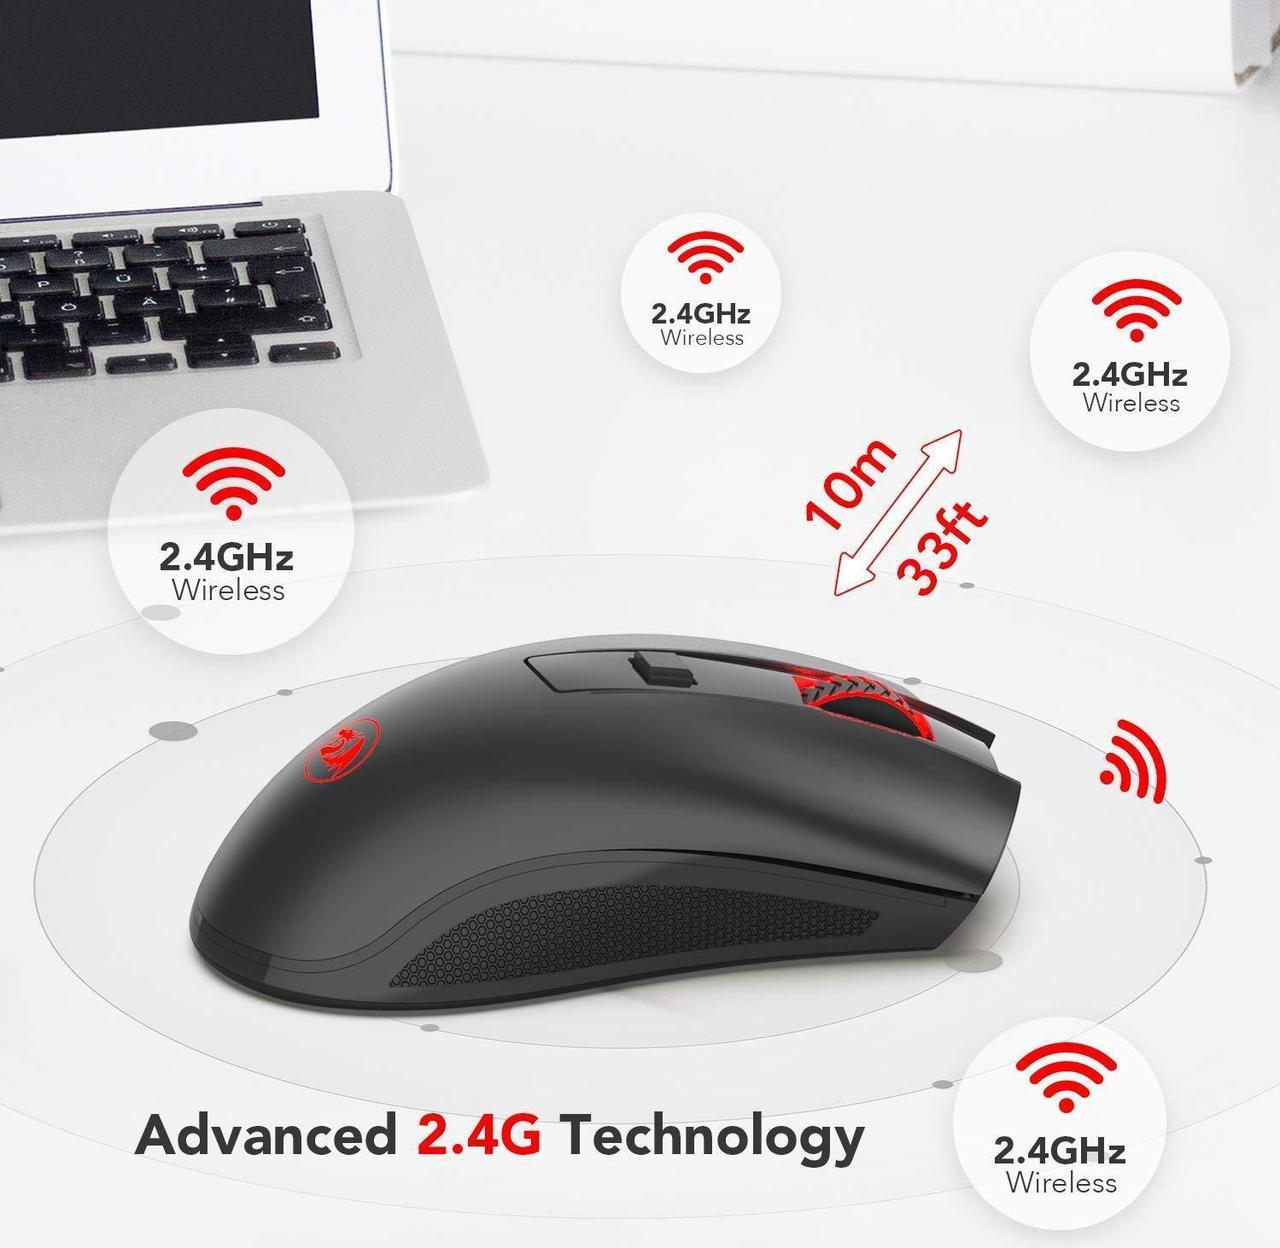 2.4GHz
Wireless
2.4GHz
Wireless
10m
33ft
2.4GHz
Wireless
Advanced 2.4G Technology
2.4GHz
Wireless
P
Ü
Ö
Ä
#